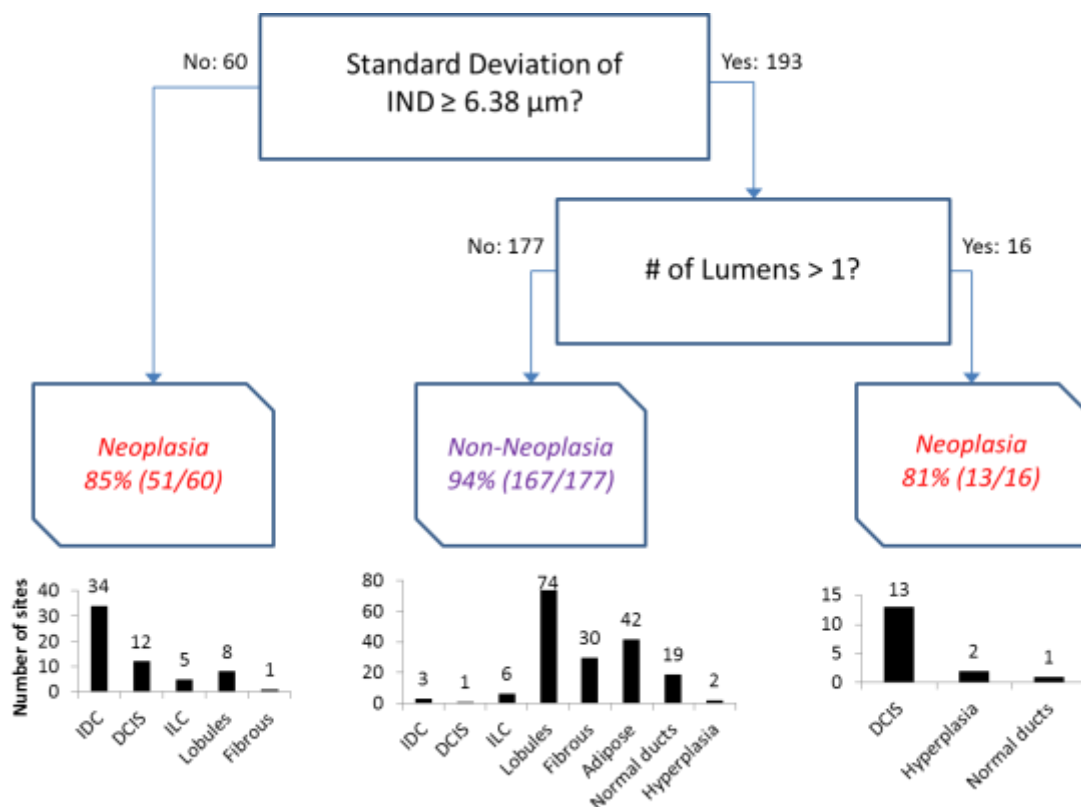 No: 60
Standard Deviation of
IND ≥ 6.38 µm?
Yes: 193
No: 177
# of Lumens > 1?
Yes: 16
Neoplasia
85% (51/60)
Non-Neoplasia
94% (167/177)
Neoplasia
81% (13/16)
Number of sites
40
30
20
10
0
34
12
5
8
1
IDC
DCIS
ILC
Lobules
Fibrous
80
60
40
20
0
3
1
6
74
30
42
19
2
IDC
DCIS
ILC
Lobules
Fibrous
Adipose
Normal ducts
Hyperplasia
15
10
5
0
13
2
1
DCIS
Hyperplasia
Normal ducts